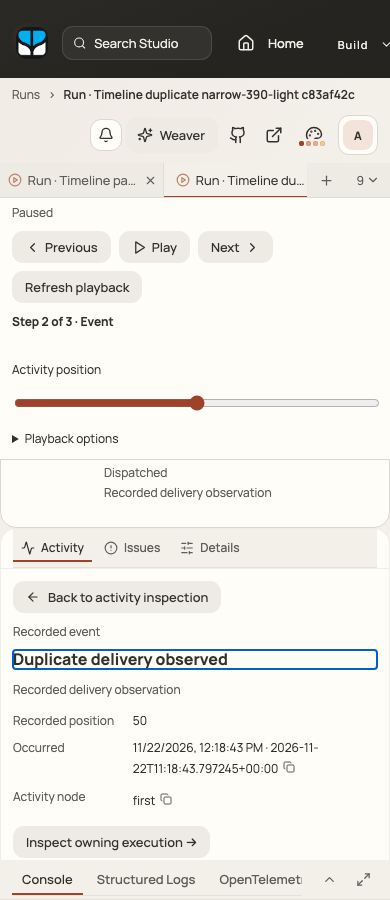 Search Studio
Home
Build
Runs › Run · Timeline duplicate narrow-390-light c83af42c
Weaver
A
Run · Timeline pa...
Run · Timeline du...
9
Paused
Previous
Play
Next
Refresh playback
Step 2 of 3 · Event
Activity position
Playback options
Dispatched
Recorded delivery observation
Activity
Issues
Details
Back to activity inspection
Recorded event
Duplicate delivery observed
Recorded delivery observation
Recorded position 50
Occurred 11/22/2026, 12:18:43 PM · 2026-11-
22T11:18:43.797245+00:00
Activity node first
Inspect owning execution →
Console
Structured Logs
OpenTelemet